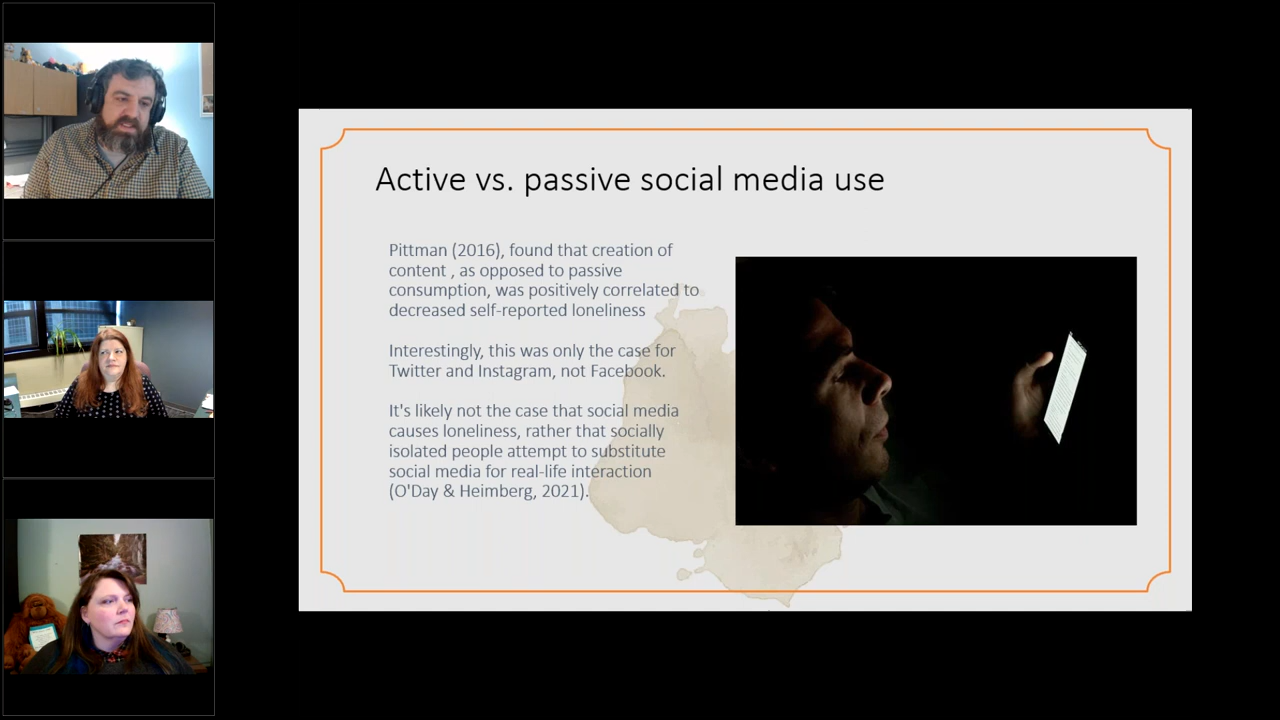 Active vs. passive social media use
Pittman (2016), found that creation of
content , as opposed to passive
consumption, was positively correlated to
decreased self-reported loneliness
Interestingly, this was only the case for
Twitter and Instagram, not Facebook.
It's likely not the case that social media
causes loneliness, rather that socially
isolated people attempt to substitute
social media for real-life interaction
(O'Day & Heimberg, 2021).